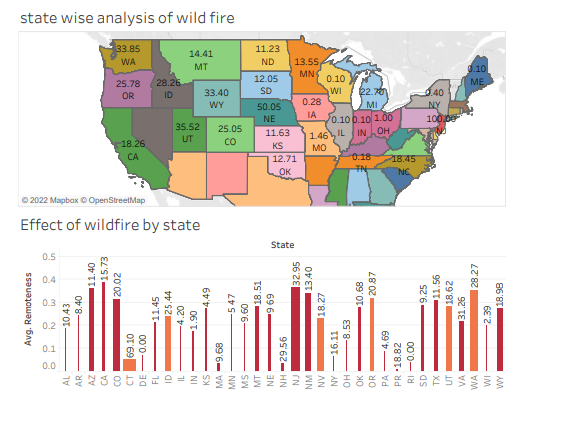 state wise analysis of wild fire
33.85
WA
14.41
MT
11.23
ND
13.55
MN
0.10
ME
25.78
OR
28.26
ID
12.05
SD
0.10
WI
22.78
MI
0.40
NY
33.40
WY
50.05
NE
0.28
IA
0.10
IL
0.10
IN
1.00
OH
NJ
35.52
UT
25.05
CO
11.63
KS
1.46
MO
18.26
CA
12.71
OK
0.18
TN
18.45
NC
© 2022 Mapbox © OpenStreetMap
Effect of wildfire by state
State
Avg. Remoteness
0.5
0.4
0.3
0.2
0.1
0.0
10.43
8.40
11.40
15.73
20.02
69.10
0.00
11.45
25.44
4.20
1.90
4.49
9.68
5.47
9.60
18.51
9.69
29.56
32.95
13.40
18.27
16.11
8.53
10.68
20.87
4.69
18.82
0.00
9.25
11.56
18.62
31.26
28.27
2.39
18.98
AL
AR
AZ
CA
CO
CT
DE
FL
ID
IL
IN
KS
MA
MN
MS
MT
NE
NH
NJ
NM
NV
NY
OH
OK
OR
PA
PR
RI
SD
TX
UT
VA
WA
WI
WY